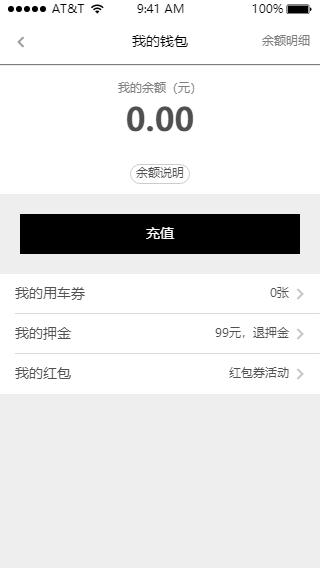 AT&T 9:41 AM 100%
我的钱包 余额明细
我的余额（元）
0.00
余额说明
充值
我的用车券 0张
我的押金 99元，退押金
我的红包 红包券活动